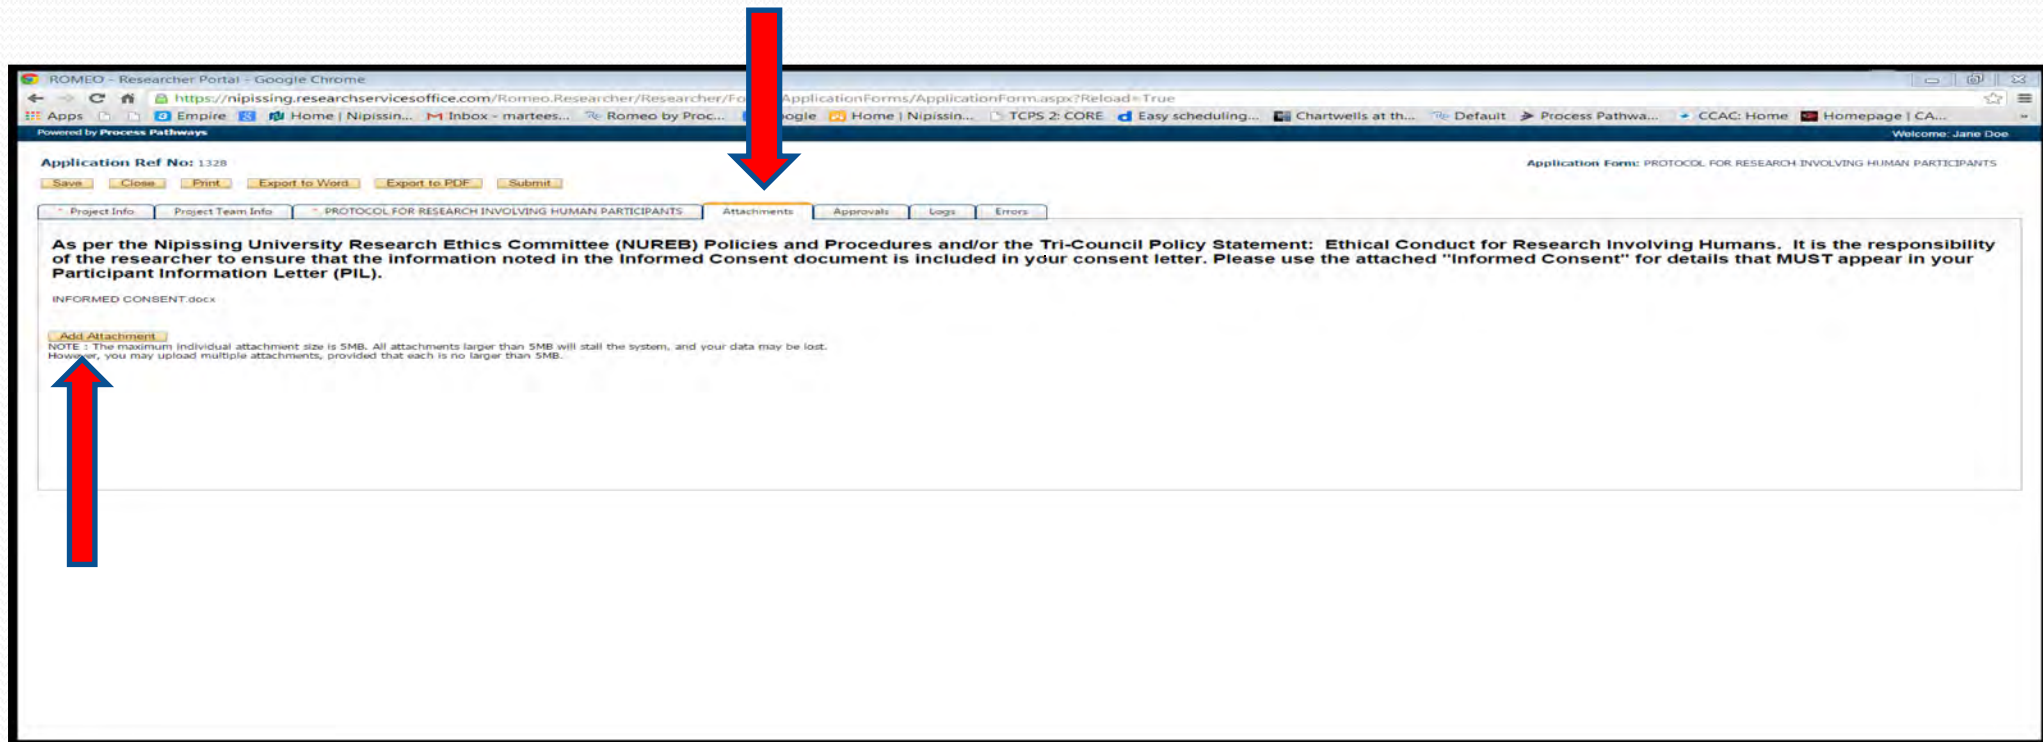 ROMEO - Researcher Portal - Google Chrome
https://nipissing.researchservicesoffice.com/Romeo.Researcher/Researcher/Fo ApplicationForms/ApplicationForm.aspx?Reload=True
Apps Empire Home | Nipissin... Inbox - martees... Romeo by Proc... ogle Home | Nipissin... TCPS 2: CORE Easy scheduling... Chartwells at th... Default Process Pathwa... CCAC: Home Homepage | CA...
Powered by Process Pathways Welcome: Jane Doe
Application Ref No: 1328 Application Form: PROTOCOL FOR RESEARCH INVOLVING HUMAN PARTICIPANTS
Save Close Print Export to Word Export to PDF Submit
* Project Info Project Team Info * PROTOCOL FOR RESEARCH INVOLVING HUMAN PARTICIPANTS Attachments Approvals Logs Errors
As per the Nipissing University Research Ethics Committee (NUREB) Policies and Procedures and/or the Tri-Council Policy Statement: Ethical Conduct for Research Involving Humans. It is the responsibility
of the researcher to ensure that the information noted in the Informed Consent document is included in your consent letter. Please use the attached "Informed Consent" for details that MUST appear in your
Participant Information Letter (PIL).
INFORMED CONSENT.docx
Add Attachment
NOTE : The maximum individual attachment size is 5MB. All attachments larger than 5MB will stall the system, and your data may be lost.
However, you may upload multiple attachments, provided that each is no larger than 5MB.